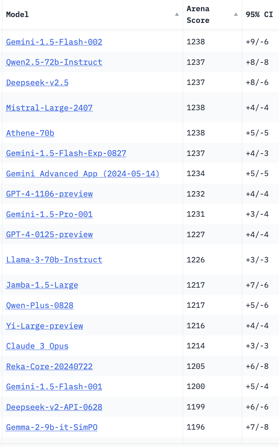 Model Arena Score 95% CI
Gemini-1.5-Flash-002 1238 +9/-6
Qwen2.5-72b-Instruct 1237 +8/-8
Deepseek-v2.5 1237 +8/-6
Mistral-Large-2407 1238 +4/-4
Athene-70b 1238 +5/-5
Gemini-1.5-Flash-Exp-0827 1237 +4/-3
Gemini Advanced App (2024-05-14) 1234 +5/-5
GPT-4-1106-preview 1232 +4/-4
Gemini-1.5-Pro-001 1231 +3/-4
GPT-4-0125-preview 1227 +4/-4
Llama-3-70b-Instruct 1226 +3/-3
Jamba-1.5-Large 1217 +7/-6
Qwen-Plus-0828 1217 +5/-6
Yi-Large-preview 1216 +4/-4
Claude 3 Opus 1214 +3/-3
Reka-Core-20240722 1205 +6/-8
Gemini-1.5-Flash-001 1200 +5/-4
Deepseek-v2-API-0628 1199 +6/-6
Gemma-2-9b-it-SimPO 1196 +7/-8